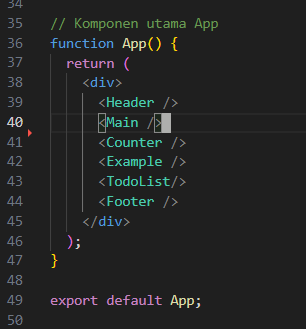 34
35 // Komponen utama App
36 function App() {
37   return (
38     <div>
39       <Header />
40       <Main />
41       <Counter />
42       <Example />
43       <TodoList/>
44       <Footer />
45     </div>
46   );
47 }
48
49 export default App;
50